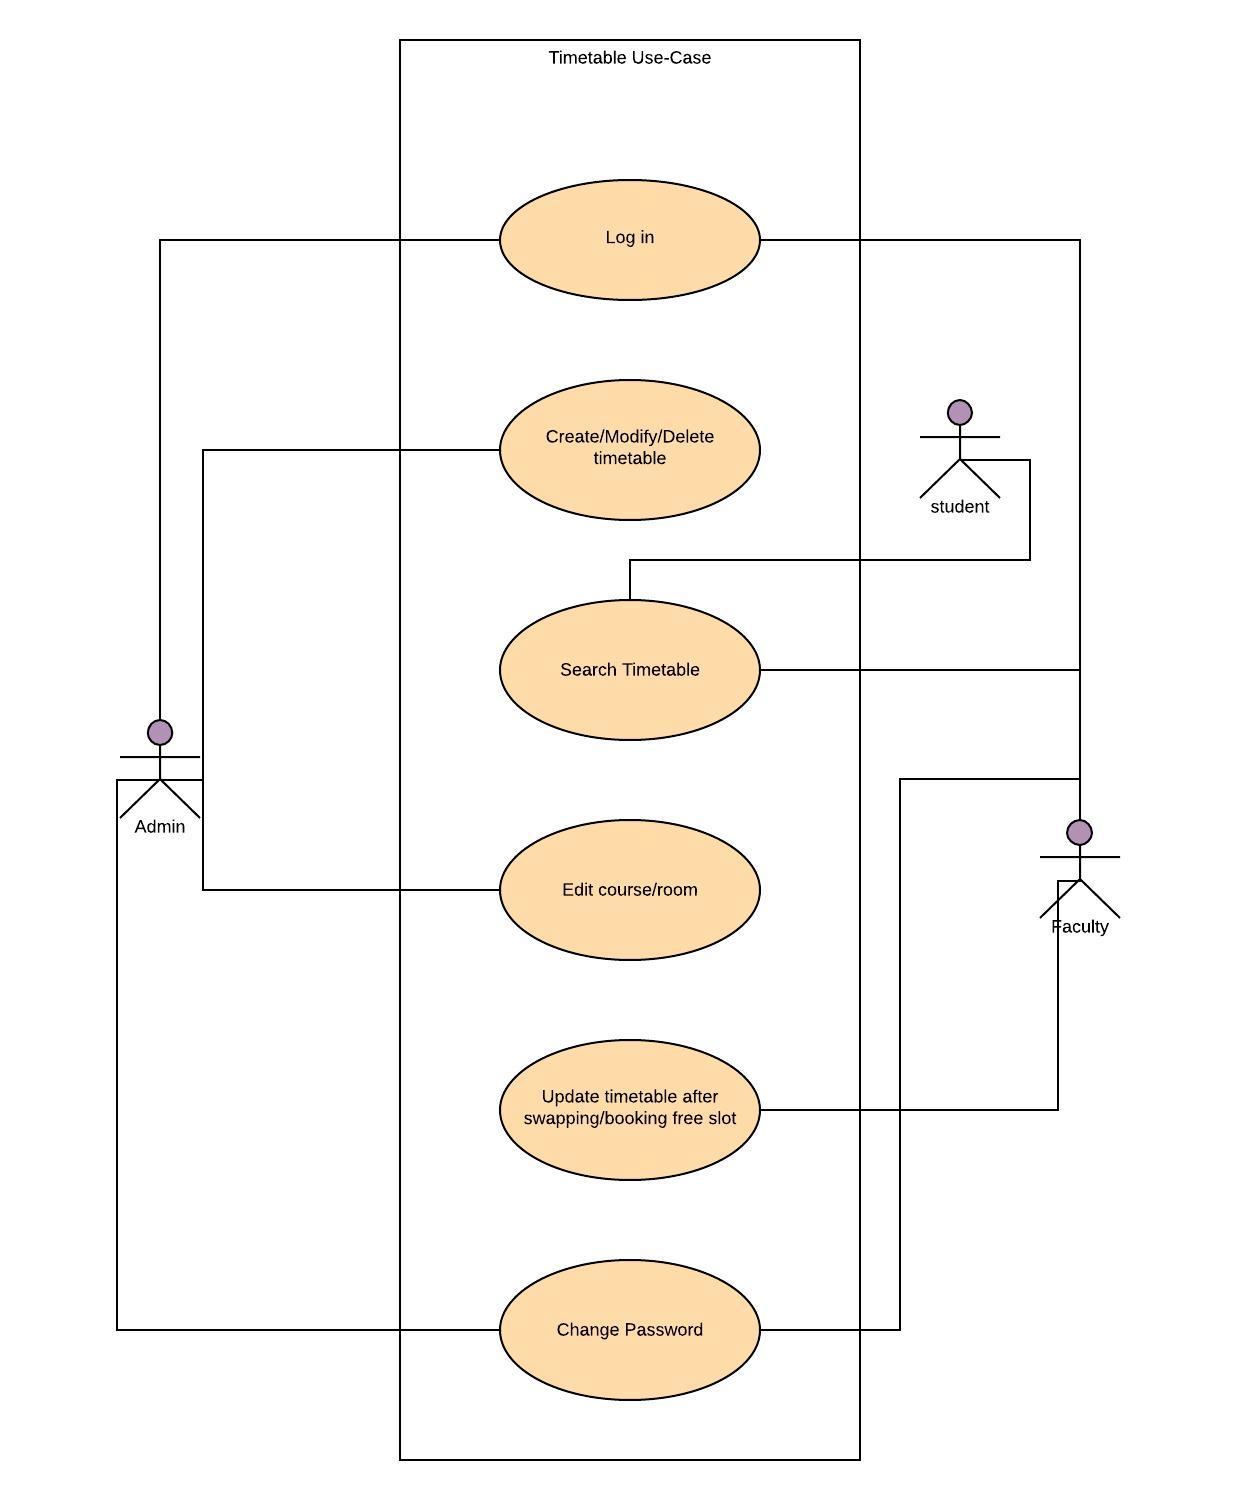 Timetable Use-Case
Log in
Create/Modify/Delete
timetable
student
Search Timetable
Admin
Edit course/room
Faculty
Update timetable after
swapping/booking free slot
Change Password